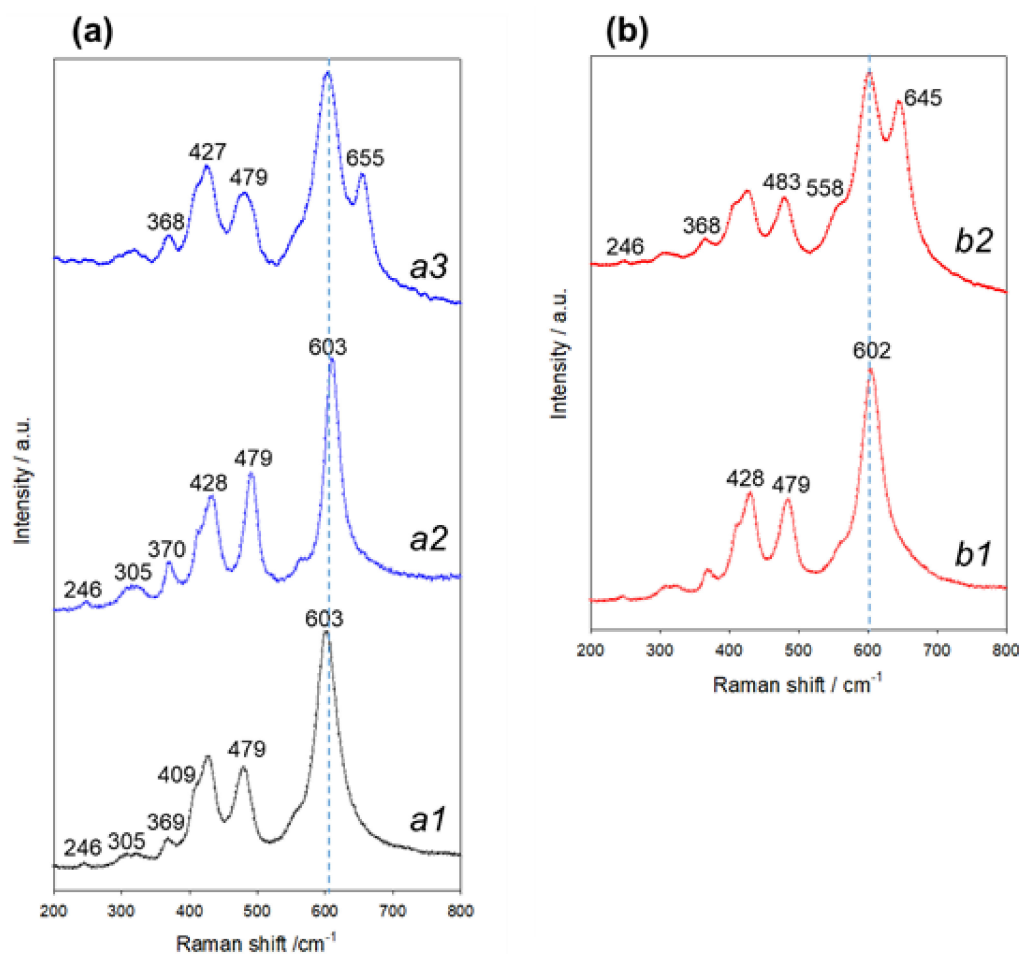 (a)
427
479
655
368
a3
603
479
428
370
305
246
a2
603
479
409
369
305
246
a1
200 300 400 500 600 700 800
Raman shift /cm-1
Intensity / a.u.
(b)
645
483
558
368
246
b2
602
428
479
b1
200 300 400 500 600 700 800
Raman shift / cm-1
Intensity / a.u.